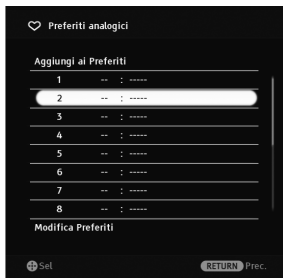 Preferiti analogici
Aggiungi ai Preferiti
1 -- : -----
2 -- : -----
3 -- : -----
4 -- : -----
5 -- : -----
6 -- : -----
7 -- : -----
8 -- : -----
Modifica Preferiti
Sel RETURN Prec.